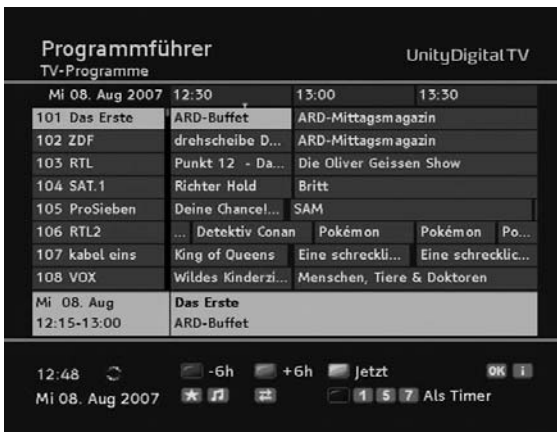 Programmführer
UnityDigitalTV
TV-Programme
Mi 08. Aug 2007 12:30 13:00 13:30
101 Das Erste ARD-Buffet ARD-Mittagsmagazin
102 ZDF drehscheibe D... ARD-Mittagsmagazin
103 RTL Punkt 12 - Da... Die Oliver Geissen Show
104 SAT.1 Richter Hold Britt
105 ProSieben Deine Chance!... SAM
106 RTL2 ... Detektiv Conan Pokémon Pokémon Po...
107 kabel eins King of Queens Eine schreckli... Eine schrecklic...
108 VOX Wildes Kinderzi... Menschen, Tiere & Doktoren
Mi 08. Aug Das Erste
12:15-13:00 ARD-Buffet
12:48 -6h +6h Jetzt OK i
Mi 08. Aug 2007 1 5 7 Als Timer